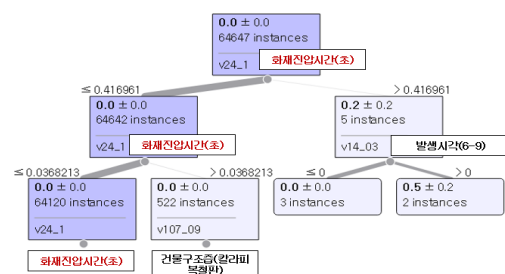 0.0 ± 0.0
64647 instances
v24_1
화재진압시간(초)
≤ 0.416961
> 0.416961
0.0 ± 0.0
64642 instances
v24_1
화재진압시간(초)
0.2 ± 0.2
5 instances
v14_03
발생시각(6-9)
≤ 0.0368213
> 0.0368213
≤ 0
> 0
0.0 ± 0.0
64120 instances
v24_1
화재진압시간(초)
0.0 ± 0.0
522 instances
v107_09
건물구조즙(칼라피
복철판)
0.0 ± 0.0
3 instances
0.5 ± 0.2
2 instances